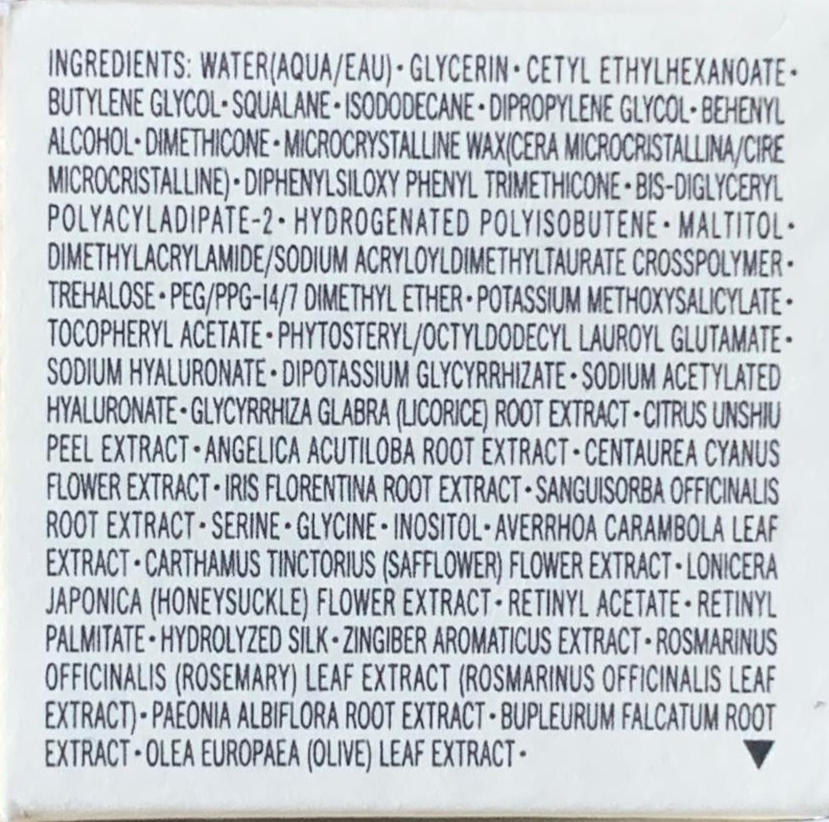 INGREDIENTS: WATER(AQUA/EAU)・GLYCERIN・CETYL ETHYLHEXANOATE・
BUTYLENE GLYCOL・SQUALANE・ISODODECANE・DIPROPYLENE GLYCOL・BEHENYL
ALCOHOL・DIMETHICONE・MICROCRYSTALLINE WAX(CERA MICROCRISTALLINA/CIRE
MICROCRISTALLINE)・DIPHENYLSILOXY PHENYL TRIMETHICONE・BIS-DIGLYCERYL
POLYACYLADIPATE-2・HYDROGENATED POLYISOBUTENE・MALTITOL・
DIMETHYLACRYLAMIDE/SODIUM ACRYLOYLDIMETHYLTAURATE CROSSPOLYMER・
TREHALOSE・PEG/PPG-14/7 DIMETHYL ETHER・POTASSIUM METHOXYSALICYLATE・
TOCOPHERYL ACETATE・PHYTOSTERYL/OCTYLDODECYL LAUROYL GLUTAMATE・
SODIUM HYALURONATE・DIPOTASSIUM GLYCYRRHIZATE・SODIUM ACETYLATED
HYALURONATE・GLYCYRRHIZA GLABRA (LICORICE) ROOT EXTRACT・CITRUS UNSHIU
PEEL EXTRACT・ANGELICA ACUTILOBA ROOT EXTRACT・CENTAUREA CYANUS
FLOWER EXTRACT・IRIS FLORENTINA ROOT EXTRACT・SANGUISORBA OFFICINALIS
ROOT EXTRACT・SERINE・GLYCINE・INOSITOL・AVERRHOA CARAMBOLA LEAF
EXTRACT・CARTHAMUS TINCTORIUS (SAFFLOWER) FLOWER EXTRACT・LONICERA
JAPONICA (HONEYSUCKLE) FLOWER EXTRACT・RETINYL ACETATE・RETINYL
PALMITATE・HYDROLYZED SILK・ZINGIBER AROMATICUS EXTRACT・ROSMARINUS
OFFICINALIS (ROSEMARY) LEAF EXTRACT (ROSMARINUS OFFICINALIS LEAF
EXTRACT)・PAEONIA ALBIFLORA ROOT EXTRACT・BUPLEURUM FALCATUM ROOT
EXTRACT・OLEA EUROPAEA (OLIVE) LEAF EXTRACT・ ▼